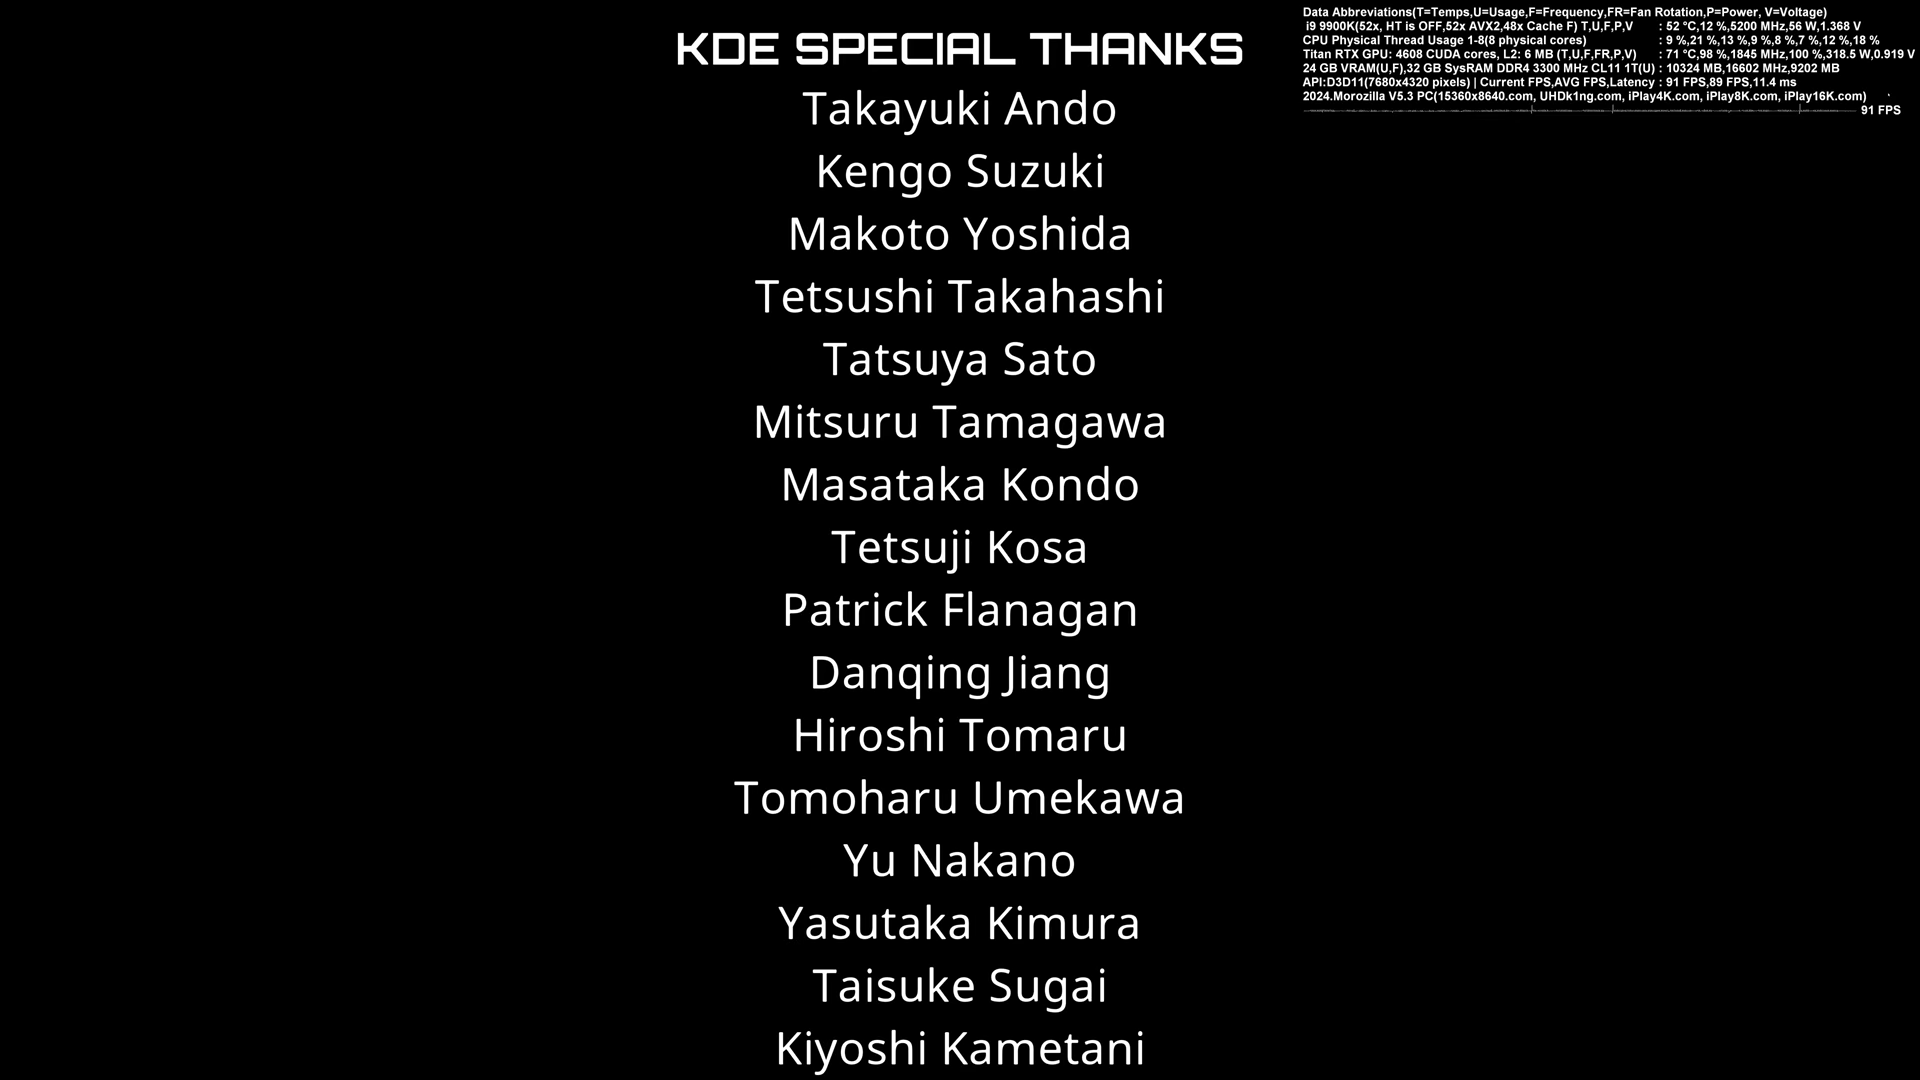 KDE SPECIAL THANKS
Takayuki Ando
Kengo Suzuki
Makoto Yoshida
Tetsushi Takahashi
Tatsuya Sato
Mitsuru Tamagawa
Masataka Kondo
Tetsuji Kosa
Patrick Flanagan
Danqing Jiang
Hiroshi Tomaru
Tomoharu Umekawa
Yu Nakano
Yasutaka Kimura
Taisuke Sugai
Kiyoshi Kametani
Data Abbreviations(T=Temps,U=Usage,F=Frequency,FR=Fan Rotation,P=Power, V=Voltage)
i9 9900K(52x, HT is OFF,52x AVX2,48x Cache F) T,U,F,P,V : 52 °C,12 %,5200 MHz,56 W,1.368 V
CPU Physical Thread Usage 1-8(8 physical cores) : 9 %,21 %,13 %,9 %,8 %,7 %,12 %,18 %
Titan RTX GPU: 4608 CUDA cores, L2: 6 MB (T,U,F,FR,P,V) : 71 °C,98 %,1845 MHz,100 %,318.5 W,0.919 V
24 GB VRAM(U,F),32 GB SysRAM DDR4 3300 MHz CL11 1T(U) : 10324 MB,16602 MHz,9202 MB
API:D3D11(7680x4320 pixels) | Current FPS,AVG FPS,Latency : 91 FPS,89 FPS,11.4 ms
2024.Morozilla V5.3 PC(15360x8640.com, UHDk1ng.com, iPlay4K.com, iPlay8K.com, iPlay16K.com)
91 FPS